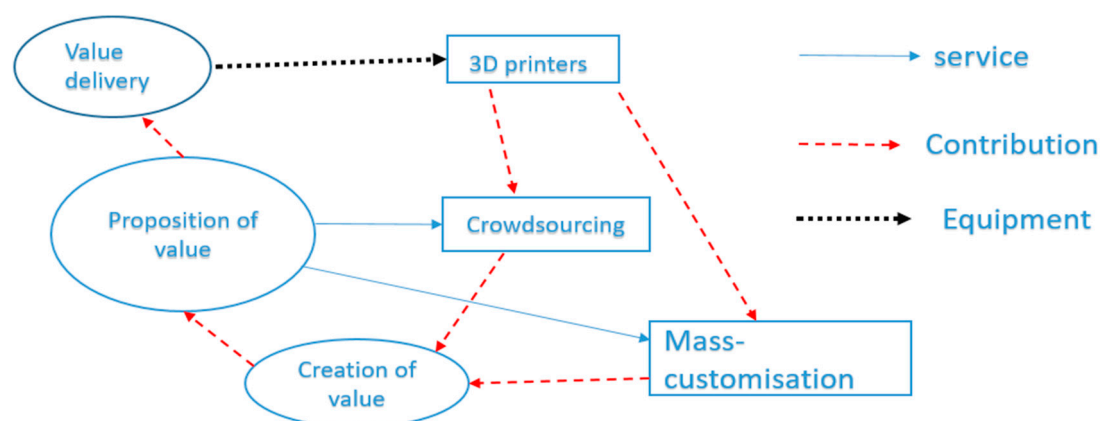 Value
delivery
3D printers
service
Contribution
Proposition of
value
Crowdsourcing
Equipment
Mass-
customisation
Creation of
value